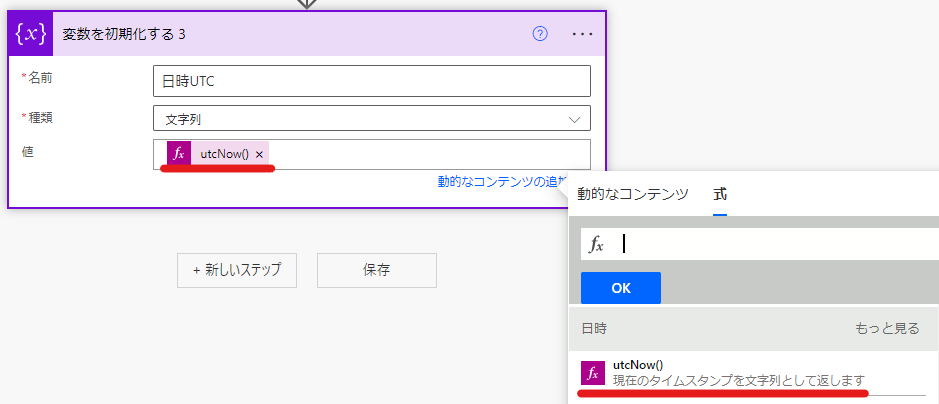 {x} 変数を初期化する 3
* 名前 日時UTC
* 種類 文字列
値 fx utcNow() ×
動的なコンテンツの追加
動的なコンテンツ 式
fx
OK
+ 新しいステップ 保存
日時 もっと見る
fx utcNow()
現在のタイムスタンプを文字列として返します